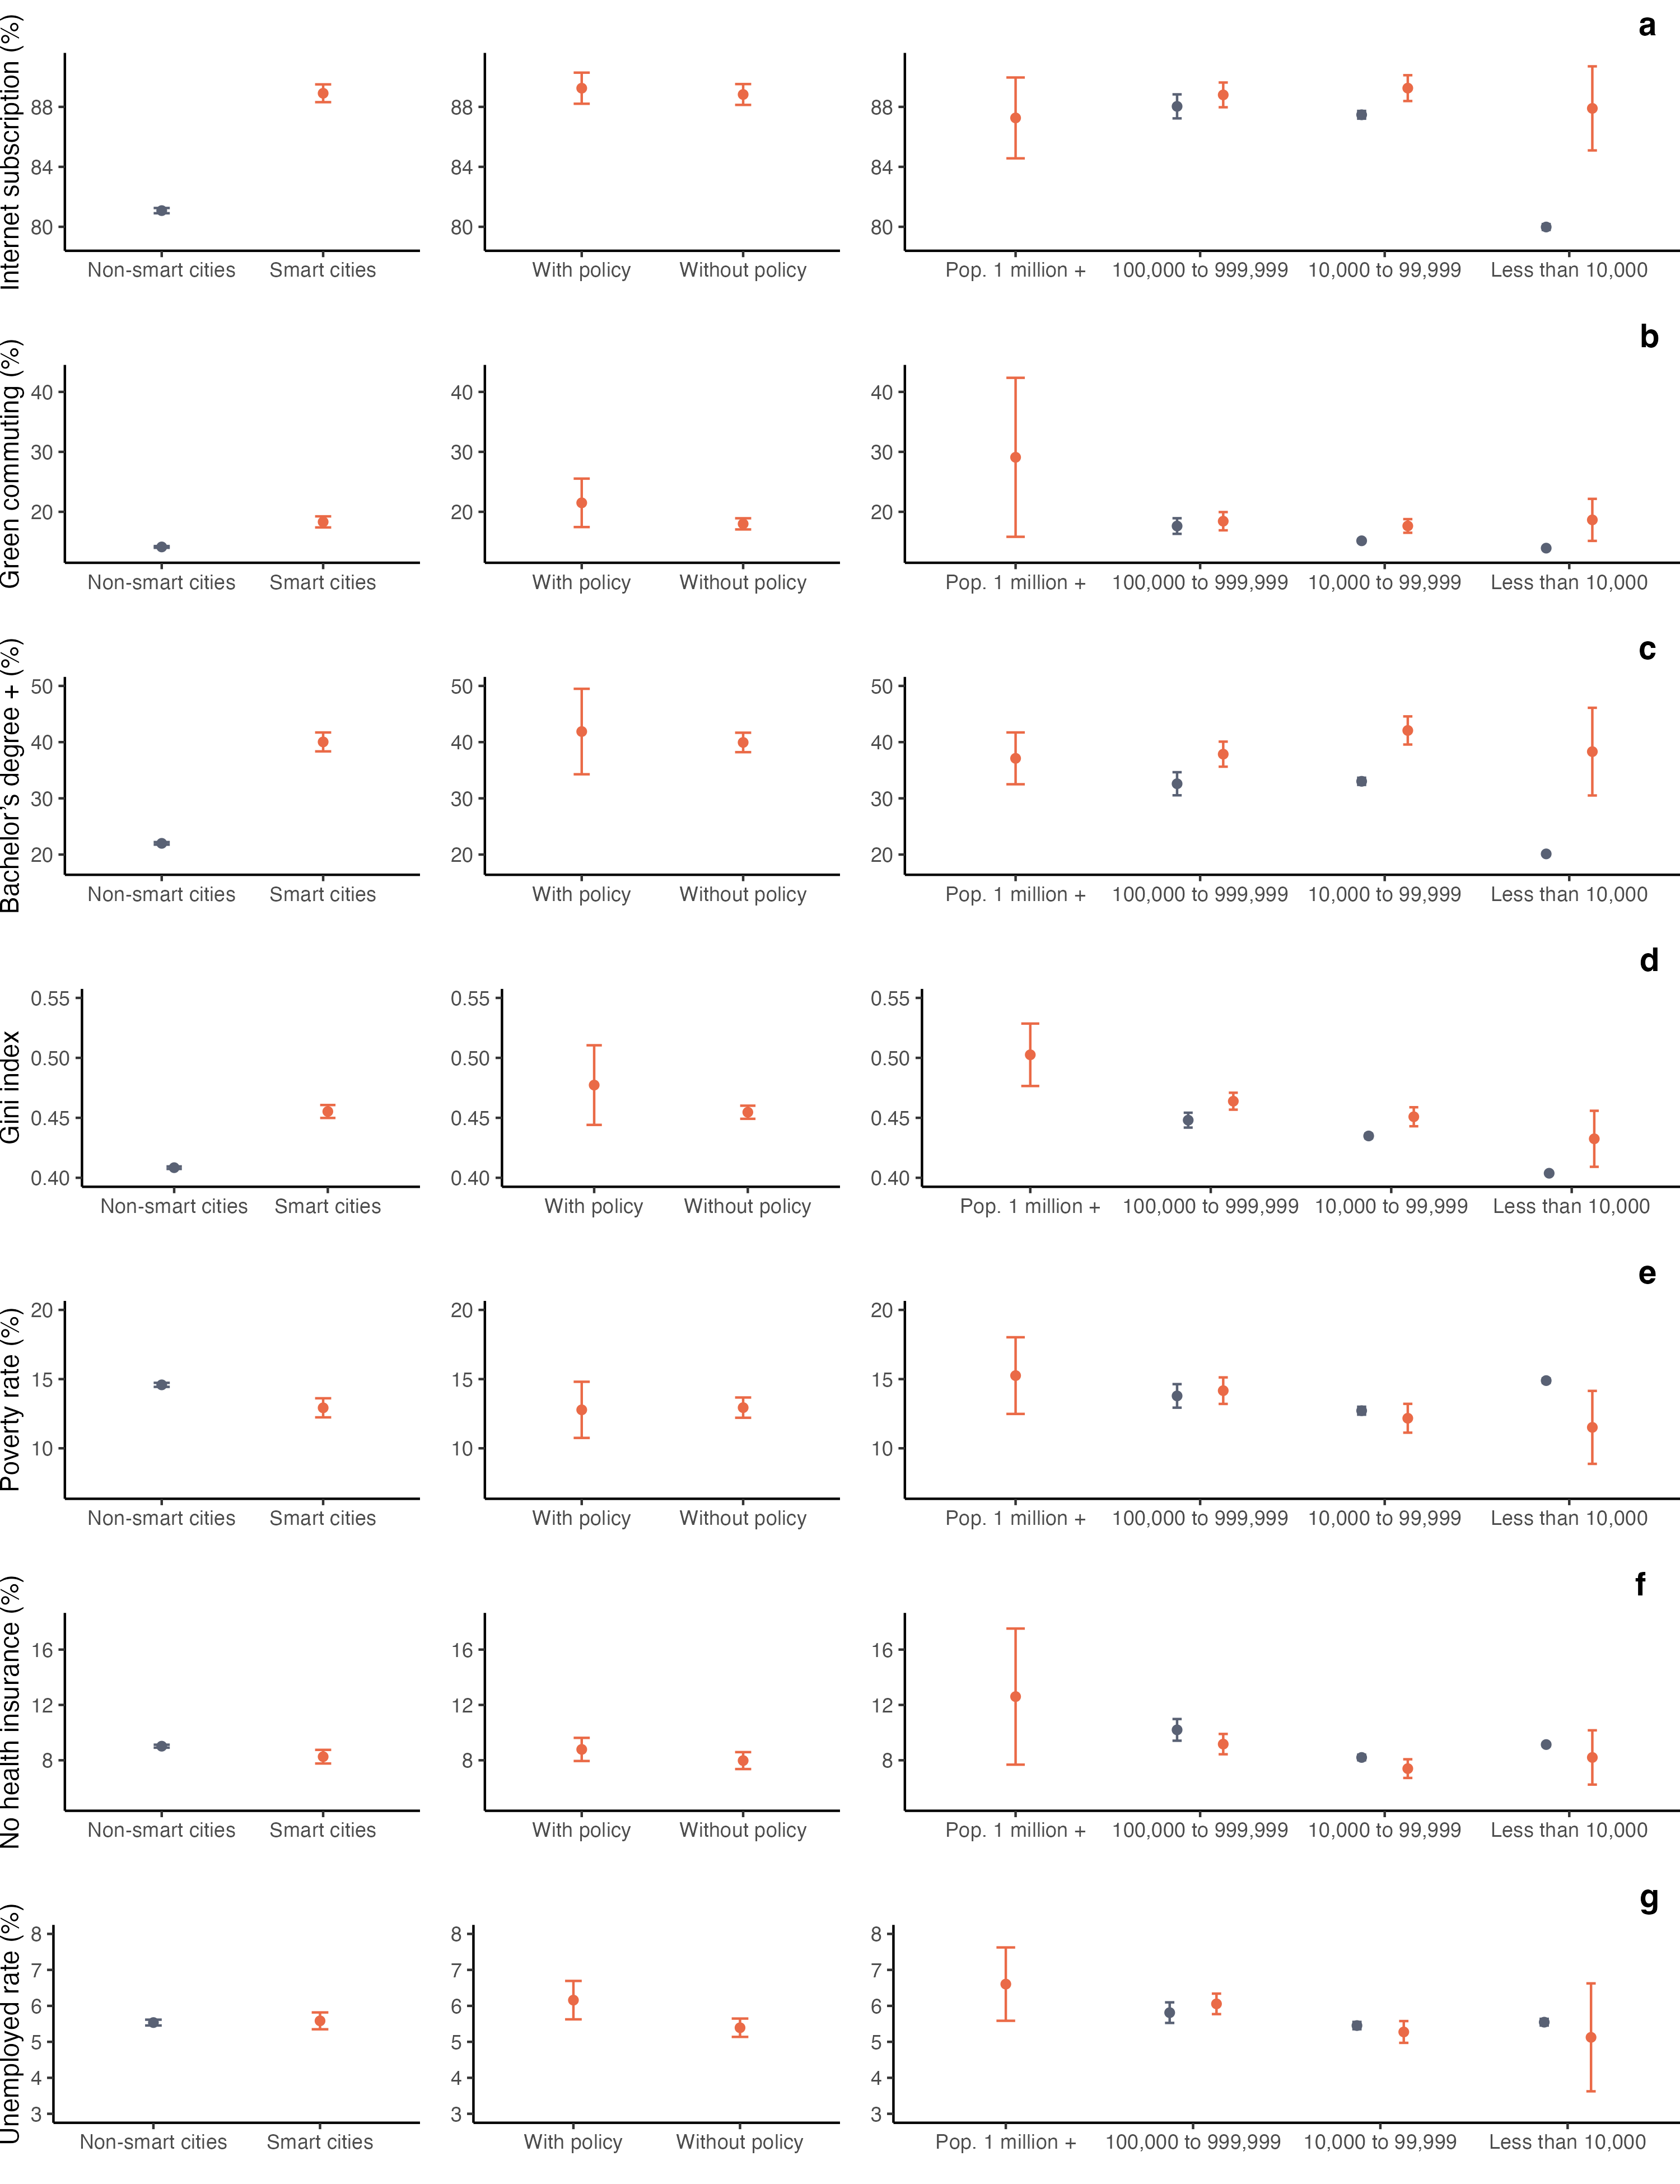 a
Internet subscription (%)
88
84
80
Non-smart cities Smart cities
88
84
80
With policy Without policy
88
84
80
Pop. 1 million + 100,000 to 999,999 10,000 to 99,999 Less than 10,000
b
Green commuting (%)
40
30
20
Non-smart cities Smart cities
40
30
20
With policy Without policy
40
30
20
Pop. 1 million + 100,000 to 999,999 10,000 to 99,999 Less than 10,000
c
Bachelor's degree + (%)
50
40
30
20
Non-smart cities Smart cities
50
40
30
20
With policy Without policy
50
40
30
20
Pop. 1 million + 100,000 to 999,999 10,000 to 99,999 Less than 10,000
d
Gini index
0.55
0.50
0.45
0.40
Non-smart cities Smart cities
0.55
0.50
0.45
0.40
With policy Without policy
0.55
0.50
0.45
0.40
Pop. 1 million + 100,000 to 999,999 10,000 to 99,999 Less than 10,000
e
Poverty rate (%)
20
15
10
Non-smart cities Smart cities
20
15
10
With policy Without policy
20
15
10
Pop. 1 million + 100,000 to 999,999 10,000 to 99,999 Less than 10,000
f
No health insurance (%)
16
12
8
Non-smart cities Smart cities
16
12
8
With policy Without policy
16
12
8
Pop. 1 million + 100,000 to 999,999 10,000 to 99,999 Less than 10,000
g
Unemployed rate (%)
8
7
6
5
4
3
Non-smart cities Smart cities
8
7
6
5
4
3
With policy Without policy
8
7
6
5
4
3
Pop. 1 million + 100,000 to 999,999 10,000 to 99,999 Less than 10,000